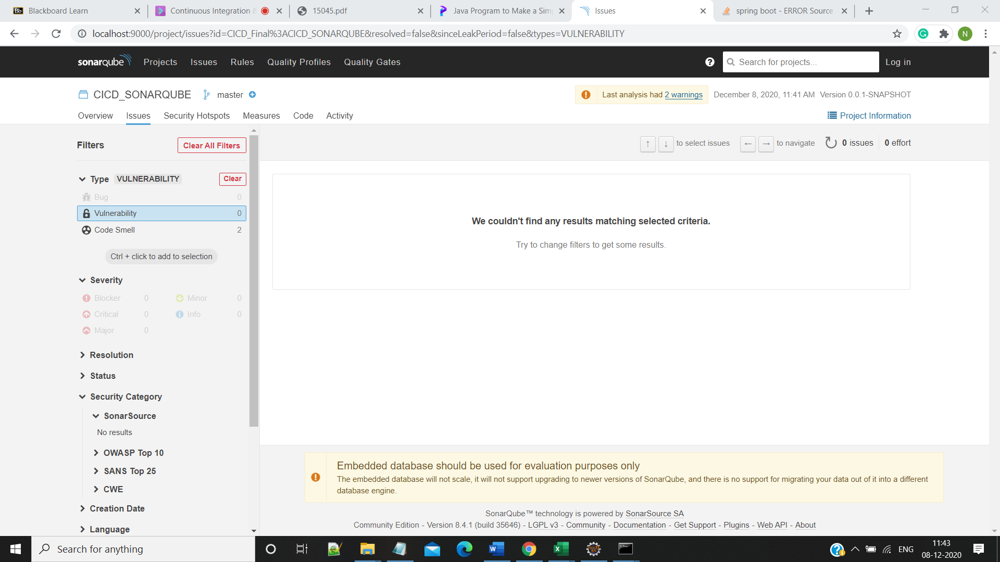 Blackboard Learn
Continuous Integration &
15045.pdf
Java Program to Make a Sim
Issues
spring boot - ERROR Source
localhost:9000/project/issues?id=CICD_Final%3ACICD_SONARQUBE&resolved=false&sinceLeakPeriod=false&types=VULNERABILITY
N
sonarqube Projects Issues Rules Quality Profiles Quality Gates
Search for projects... Log in
CICD_SONARQUBE master
Last analysis had 2 warnings December 8, 2020, 11:41 AM Version 0.0.1-SNAPSHOT
Overview Issues Security Hotspots Measures Code Activity
Project Information
Filters Clear All Filters
↑ ↓ to select issues ← → to navigate 0 issues 0 effort
Type VULNERABILITY Clear
Bug 0
Vulnerability 0
Code Smell 2
Ctrl + click to add to selection
Severity
Blocker 0 Minor 0
Critical 0 Info 0
Major 0
Resolution
Status
Security Category
SonarSource
No results
OWASP Top 10
SANS Top 25
CWE
Creation Date
Language
We couldn't find any results matching selected criteria.
Try to change filters to get some results.
Embedded database should be used for evaluation purposes only
The embedded database will not scale, it will not support upgrading to newer versions of SonarQube, and there is no support for migrating your data out of it into a different
database engine.
SonarQube™ technology is powered by SonarSource SA
Community Edition - Version 8.4.1 (build 35646) - LGPL v3 - Community - Documentation - Get Support - Plugins - Web API - About
Search for anything
ENG
11:43
08-12-2020